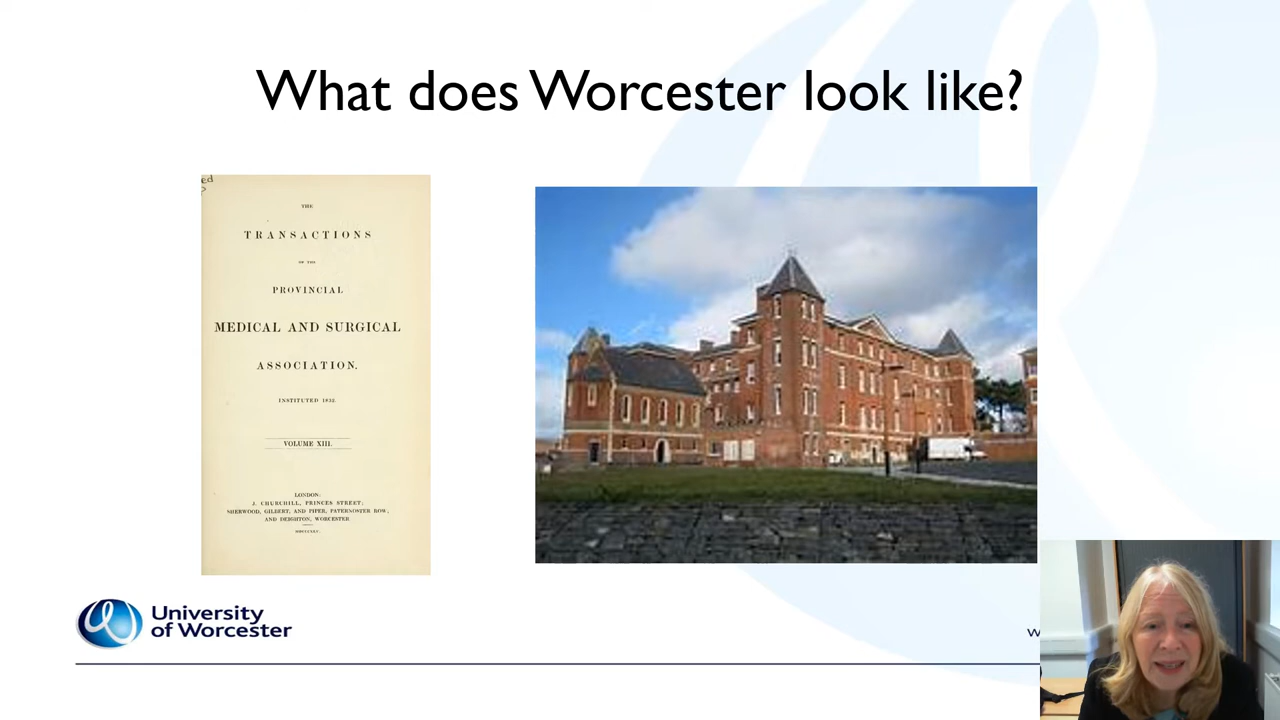 What does Worcester look like?
ed
THE
TRANSACTIONS
OF THE
PROVINCIAL
MEDICAL AND SURGICAL
ASSOCIATION.
INSTITUTED 1832.
VOLUME XIII.
LONDON:
J. CHURCHILL, PRINCES STREET;
SHERWOOD, GILBERT, AND PIPER, PATERNOSTER ROW;
AND DEIGHTON, WORCESTER
University
of Worcester
w